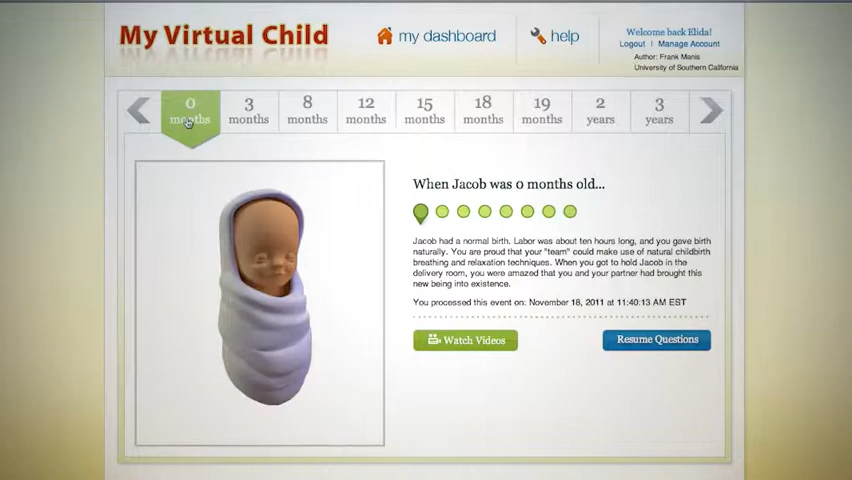 My Virtual Child
my dashboard
help
Welcome back Elida!
Logout | Manage Account
Author: Frank Manis
University of Southern California
0 months
3 months
8 months
12 months
15 months
18 months
19 months
2 years
3 years
When Jacob was 0 months old...
Jacob had a normal birth. Labor was about ten hours long, and you gave birth
naturally. You are proud that your "team" could make use of natural childbirth
breathing and relaxation techniques. When you got to hold Jacob in the
delivery room, you were amazed that you and your partner had brought this
new being into existence.
You processed this event on: November 18, 2011 at 11:40:13 AM EST
Watch Videos
Resume Questions